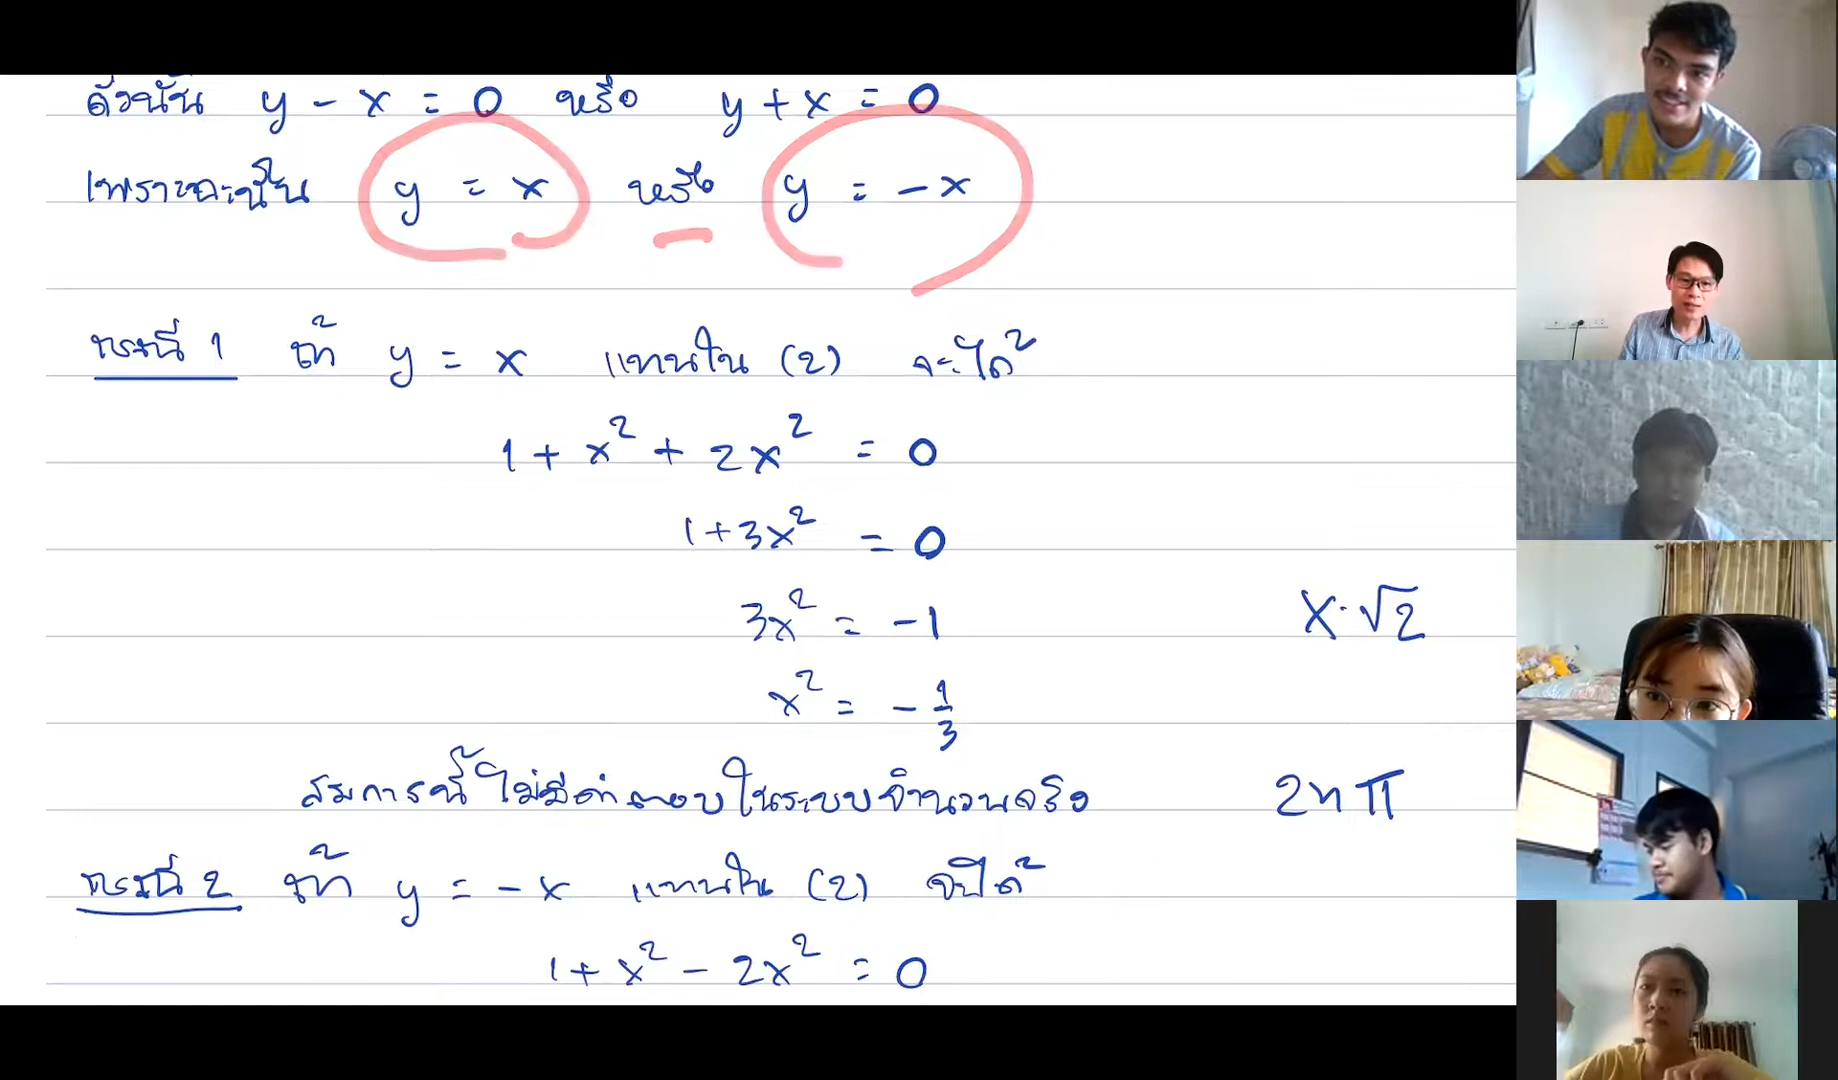 ดังนั้น y - x = 0 หรือ y + x = 0
เพราะฉะนั้น y = x หรือ y = -x
กรณีที่ 1 ถ้า y = x แทนใน (2) จะได้
1 + x² + 2x² = 0
1 + 3x² = 0
3x² = -1
x · √2
x² = - 1/3
สมการนี้ไม่มีคำตอบในระบบจำนวนจริง
2nπ
กรณีที่ 2 ถ้า y = -x แทนใน (2) จะได้
1 + x² - 2x² = 0